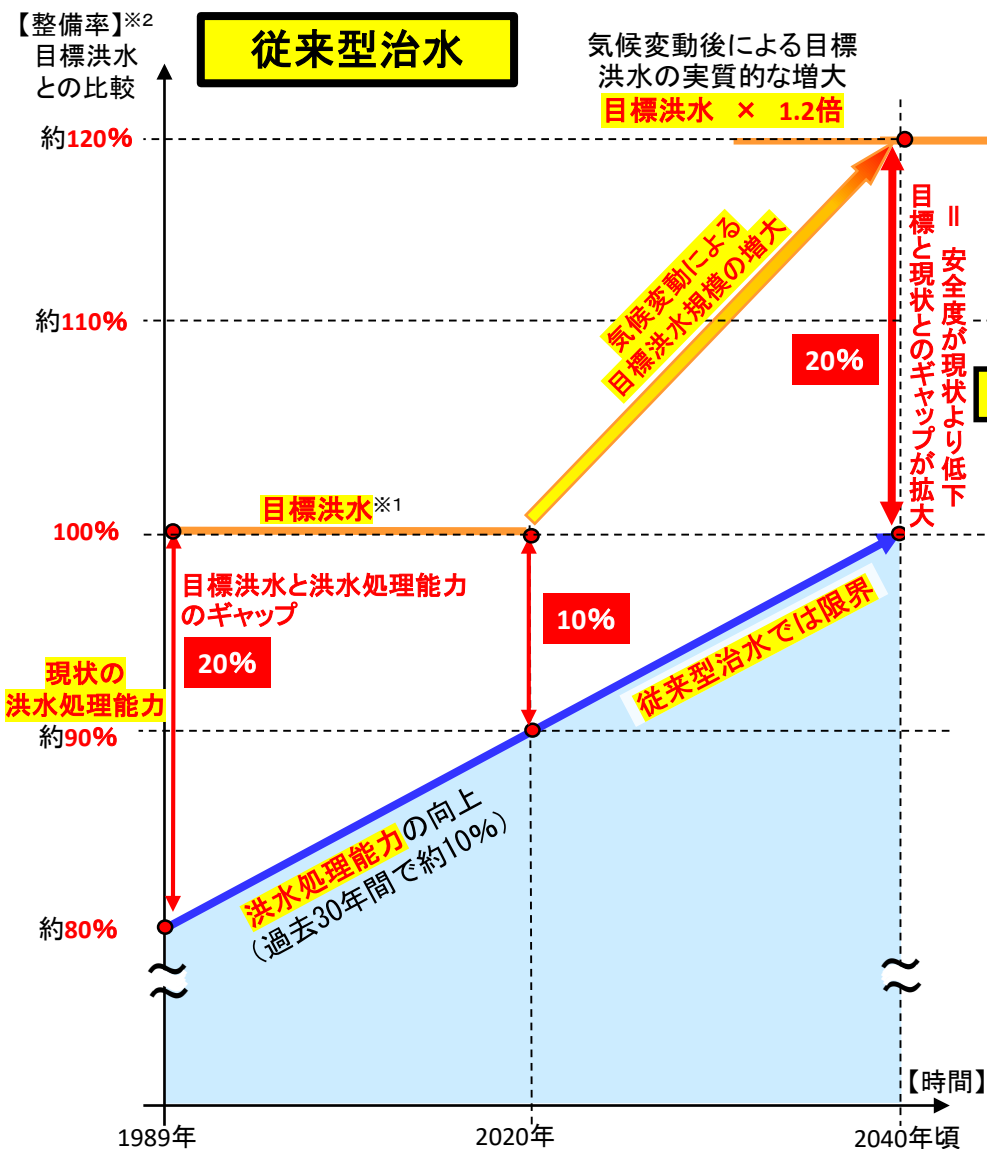 【整備率】※2
目標洪水
との比較
従来型治水
気候変動後による目標
洪水の実質的な増大
目標洪水 × 1.2倍
約120%
気候変動による
目標洪水規模の増大
＝ 安全度が現状より低下
目標と現状とのギャップが拡大
約110%
20%
目標洪水※1
100%
目標洪水と洪水処理能力
のギャップ
20%
10%
従来型治水では限界
現状の
洪水処理能力
約90%
洪水処理能力の向上
（過去30年間で約10%）
約80%
【時間】
1989年
2020年
2040年頃